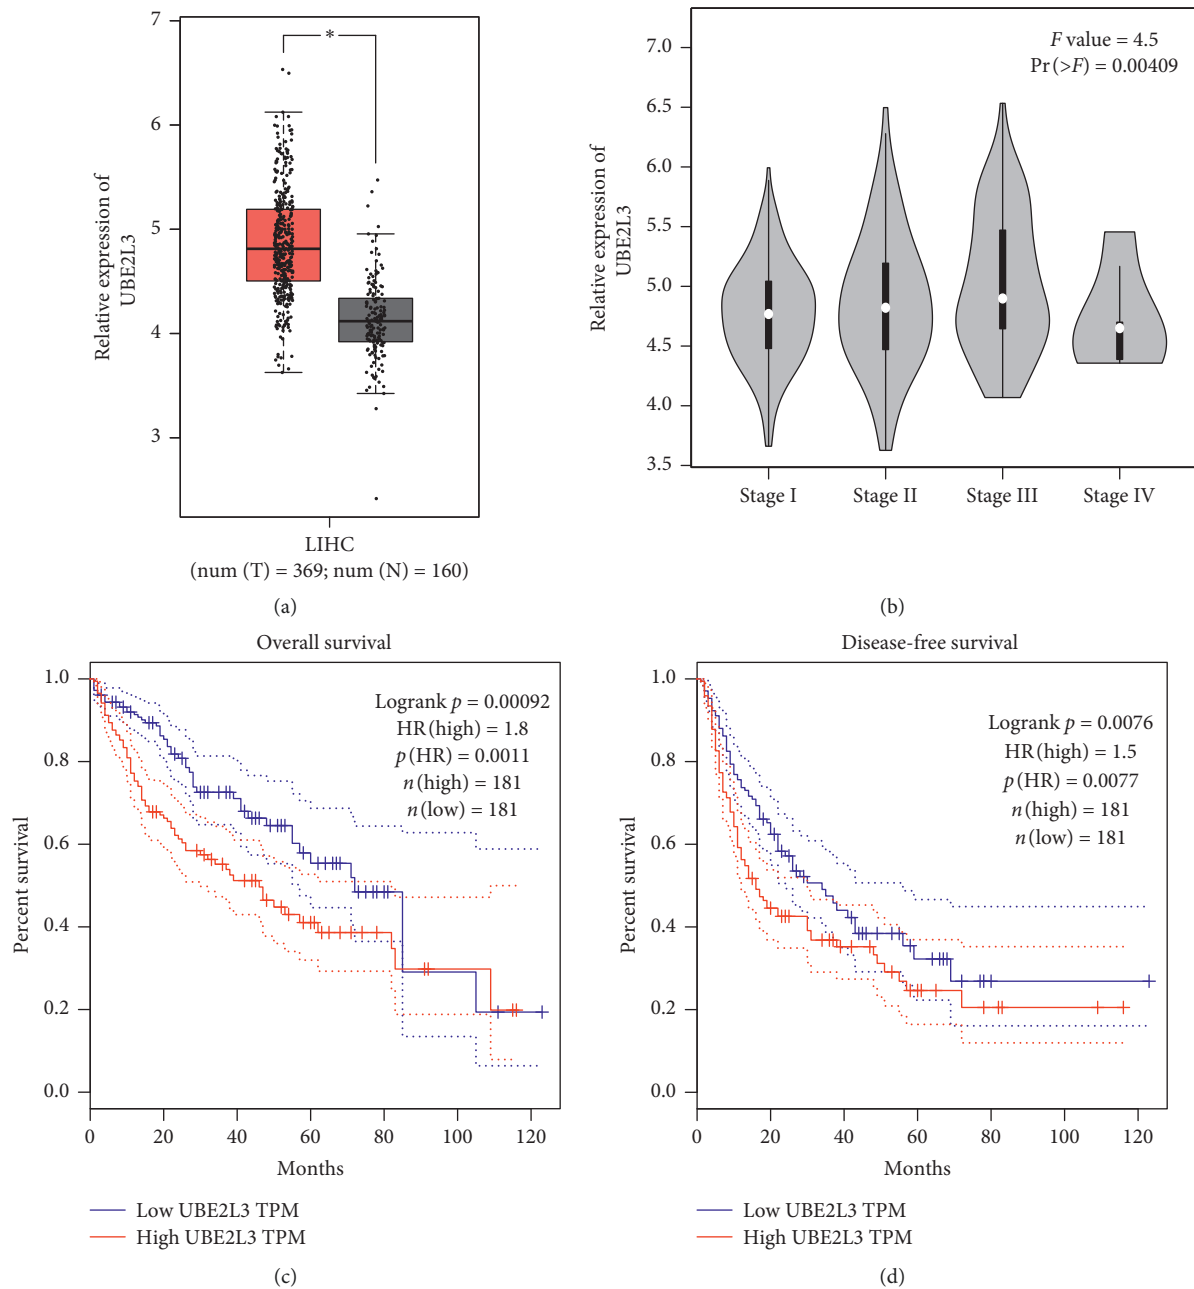 7
6
5
4
3
Relative expression of
UBE2L3
*
LIHC
(num (T) = 369; num (N) = 160)
(a)
7.0
6.5
6.0
5.5
5.0
4.5
4.0
3.5
Relative expression of
UBE2L3
F value = 4.5
Pr (>F) = 0.00409
Stage I
Stage II
Stage III
Stage IV
(b)
Overall survival
1.0
0.8
0.6
0.4
0.2
0.0
Percent survival
Logrank p = 0.00092
HR (high) = 1.8
p (HR) = 0.0011
n (high) = 181
n (low) = 181
0 20 40 60 80 100 120
Months
Low UBE2L3 TPM
High UBE2L3 TPM
(c)
Disease-free survival
1.0
0.8
0.6
0.4
0.2
0.0
Percent survival
Logrank p = 0.0076
HR (high) = 1.5
p (HR) = 0.0077
n (high) = 181
n (low) = 181
0 20 40 60 80 100 120
Months
Low UBE2L3 TPM
High UBE2L3 TPM
(d)